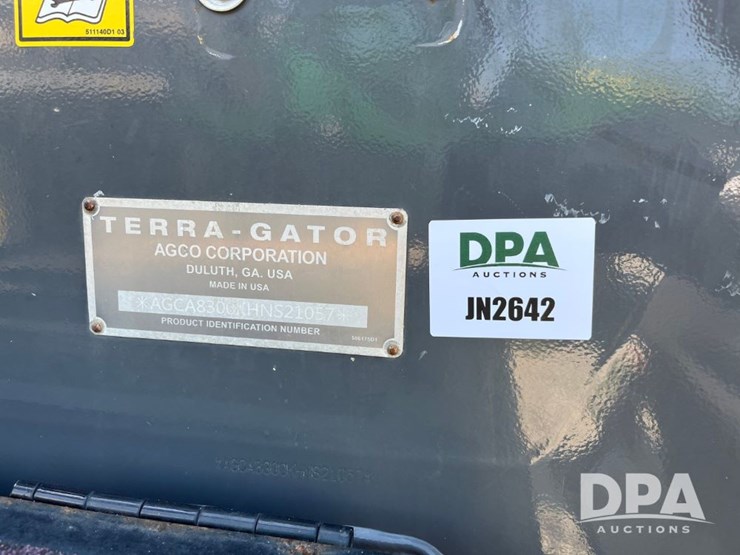 511140D1 03
TERRA-GATOR
AGCO CORPORATION
DULUTH, GA. USA
MADE IN USA
*AGCA8300KHNS21057*
PRODUCT IDENTIFICATION NUMBER
DPA
AUCTIONS
JN2642
*AGCA8300KHNS21057*
DPA
AUCTIONS